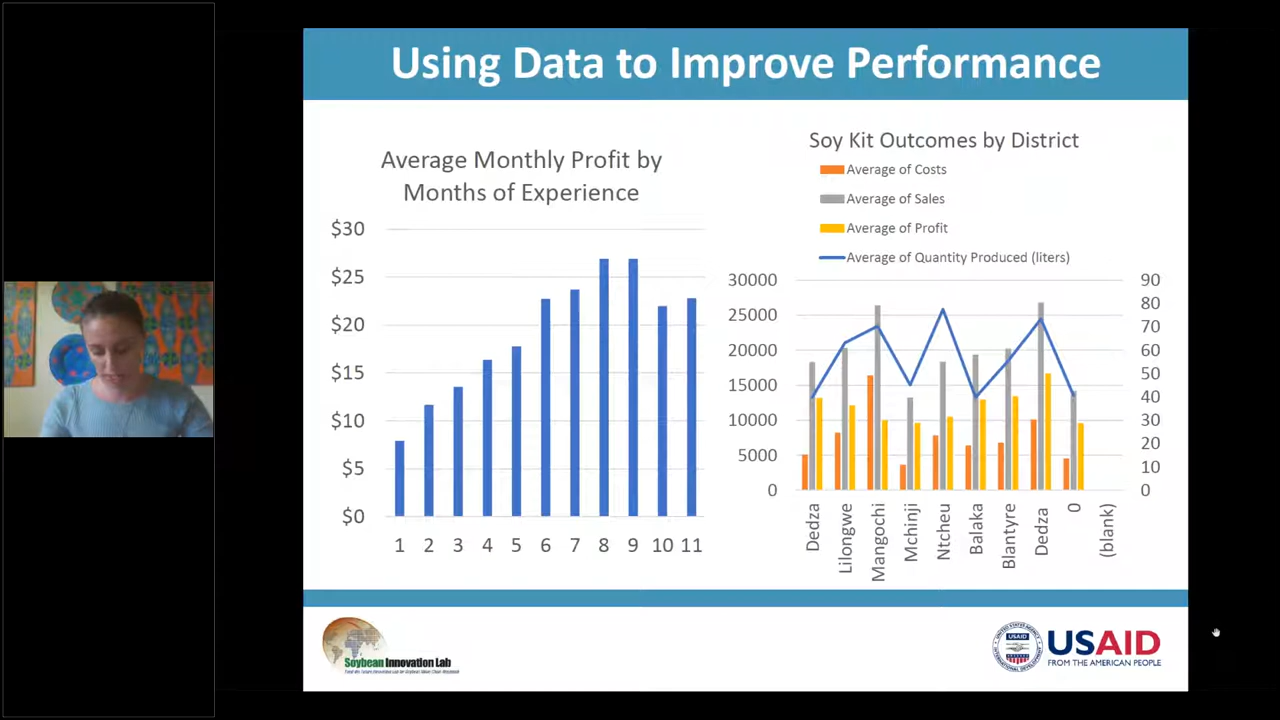 Using Data to Improve Performance
Average Monthly Profit by
Months of Experience
$30
$25
$20
$15
$10
$5
$0
1 2 3 4 5 6 7 8 9 10 11
Soy Kit Outcomes by District
Average of Costs
Average of Sales
Average of Profit
Average of Quantity Produced (liters)
30000
25000
20000
15000
10000
5000
0
90
80
70
60
50
40
30
20
10
0
Dedza
Lilongwe
Mangochi
Mchinji
Ntcheu
Balaka
Blantyre
Dedza
0
(blank)
Soybean Innovation Lab
USAID
USAID
FROM THE AMERICAN PEOPLE